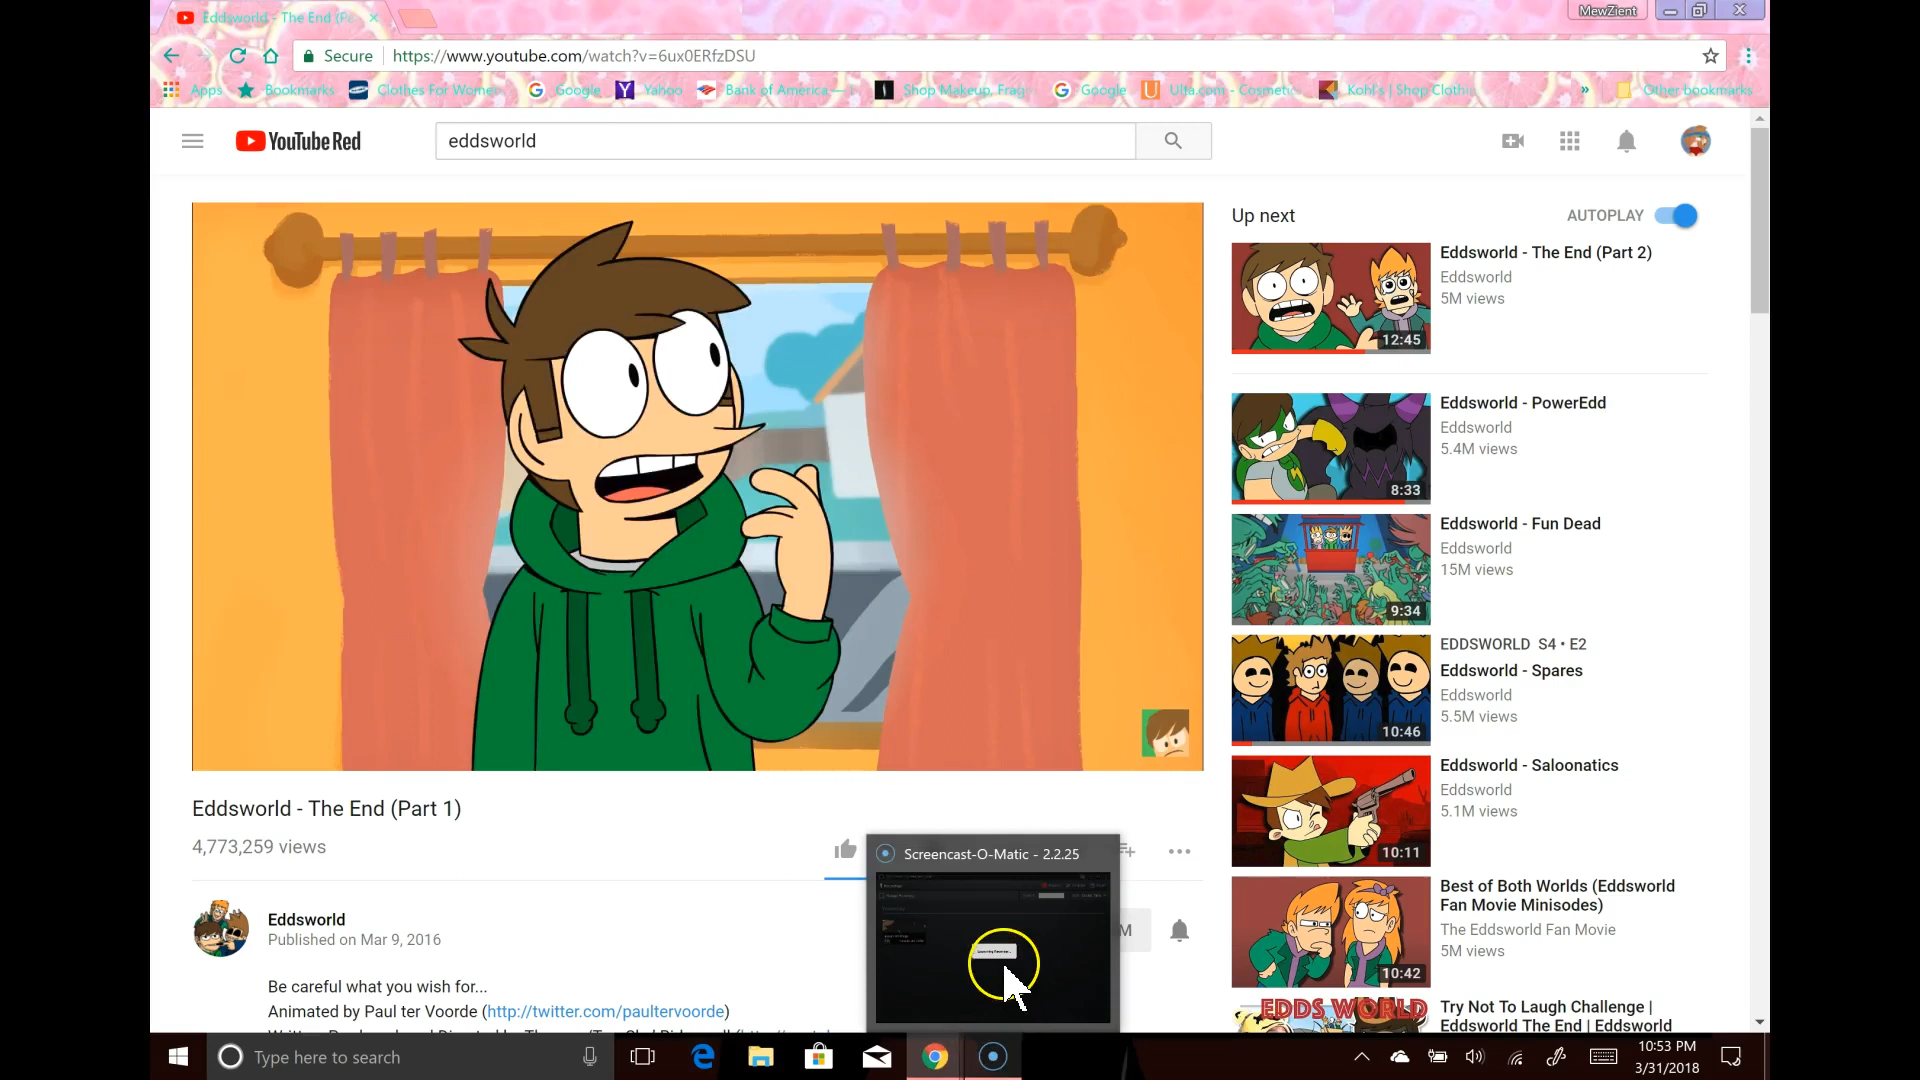 Eddsworld - The End (Pa
MewZient
Secure
https://www.youtube.com/watch?v=6ux0ERfzDSU
Apps
Bookmarks
Clothes For Women
Google
Yahoo
Bank of America —
Shop Makeup, Frag
Google
Ulta.com - Cosmetic
Kohl's | Shop Clothin
»
Other bookmarks
YouTube Red
eddsworld
Up next
AUTOPLAY
Eddsworld - The End (Part 2)
Eddsworld
5M views
12:45
Eddsworld - PowerEdd
Eddsworld
5.4M views
8:33
Eddsworld - Fun Dead
Eddsworld
15M views
9:34
EDDSWORLD S4 • E2
Eddsworld - Spares
Eddsworld
5.5M views
10:46
Eddsworld - Saloonatics
Eddsworld
5.1M views
10:11
Best of Both Worlds (Eddsworld
Fan Movie Minisodes)
The Eddsworld Fan Movie
5M views
10:42
EDDS WORLD
Try Not To Laugh Challenge |
Eddsworld The End | Eddsworld
Eddsworld - The End (Part 1)
4,773,259 views
Screencast-O-Matic - 2.2.25
M
Eddsworld
Published on Mar 9, 2016
Be careful what you wish for...
Animated by Paul ter Voorde (http://twitter.com/paultervoorde)
Type here to search
10:53 PM
3/31/2018